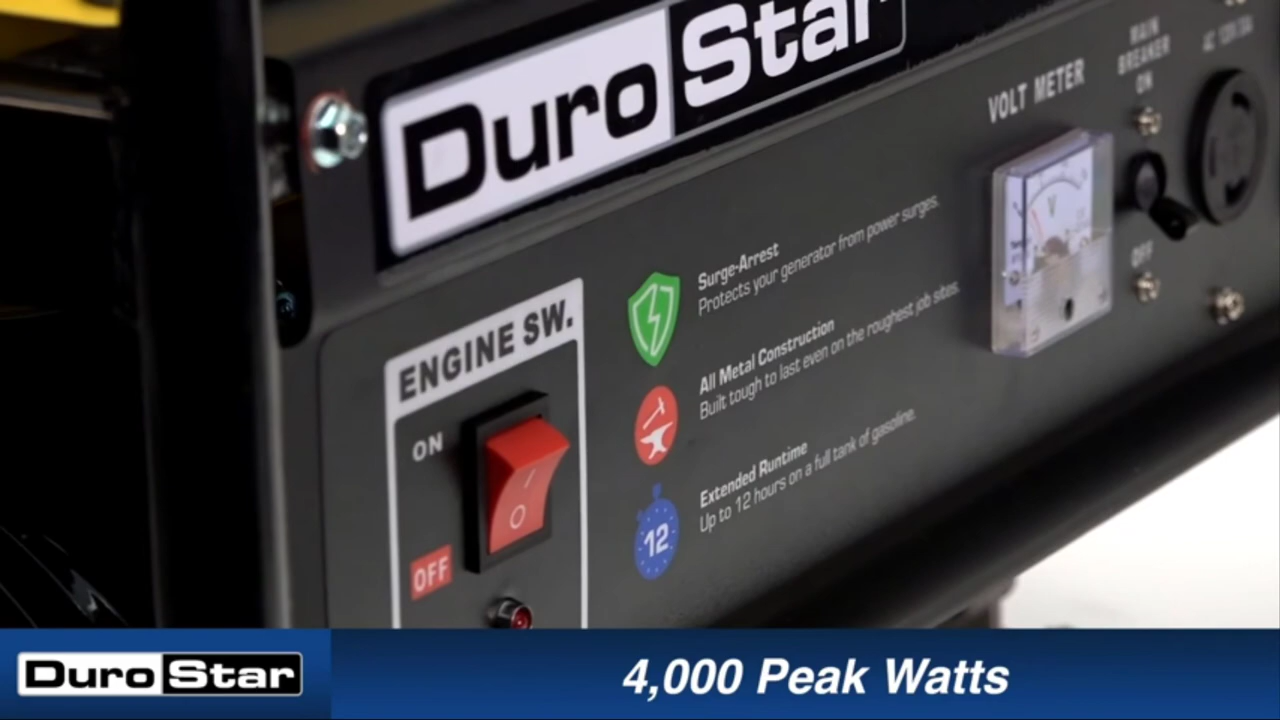 DuroStar
VOLT METER
MAIN
BREAKER
ON
OFF
V
Surge-Arrest
Protects your generator from power surges.
All Metal Construction
Built tough to last even on the roughest job sites.
Extended Runtime
Up to 12 hours on a full tank of gasoline.
12
ENGINE SW.
ON
OFF
DuroStar
4,000 Peak Watts